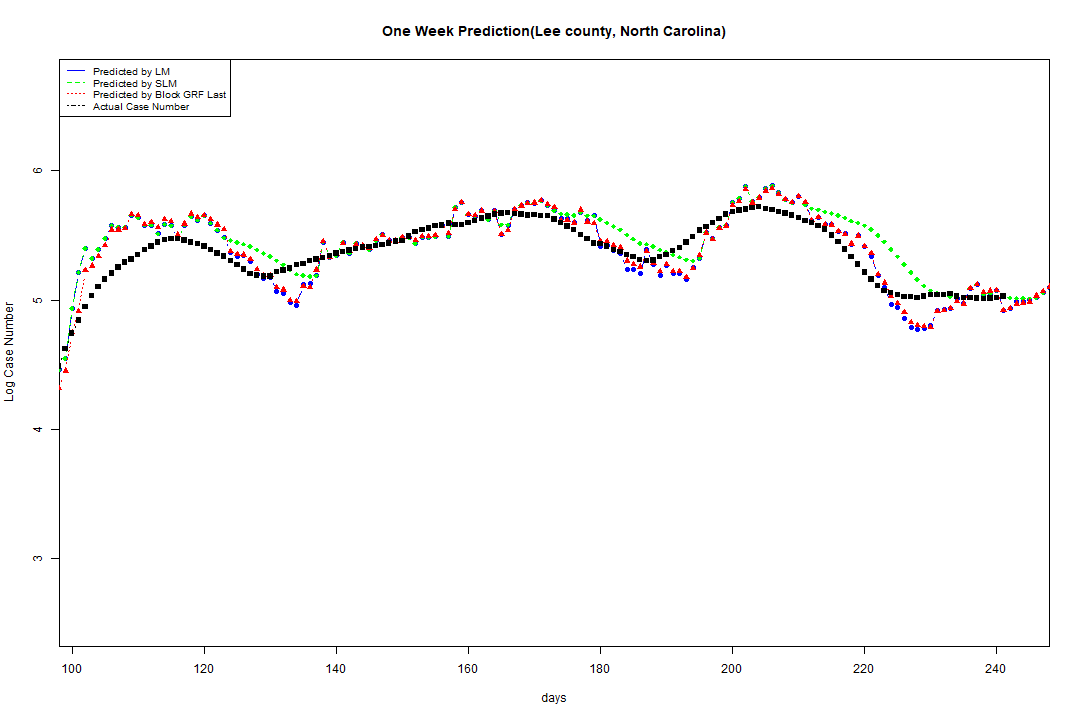 One Week Prediction(Lee county, North Carolina)
Predicted by LM
Predicted by SLM
Predicted by Block GRF Last
Actual Case Number
6
5
4
3
Log Case Number
100 120 140 160 180 200 220 240
days